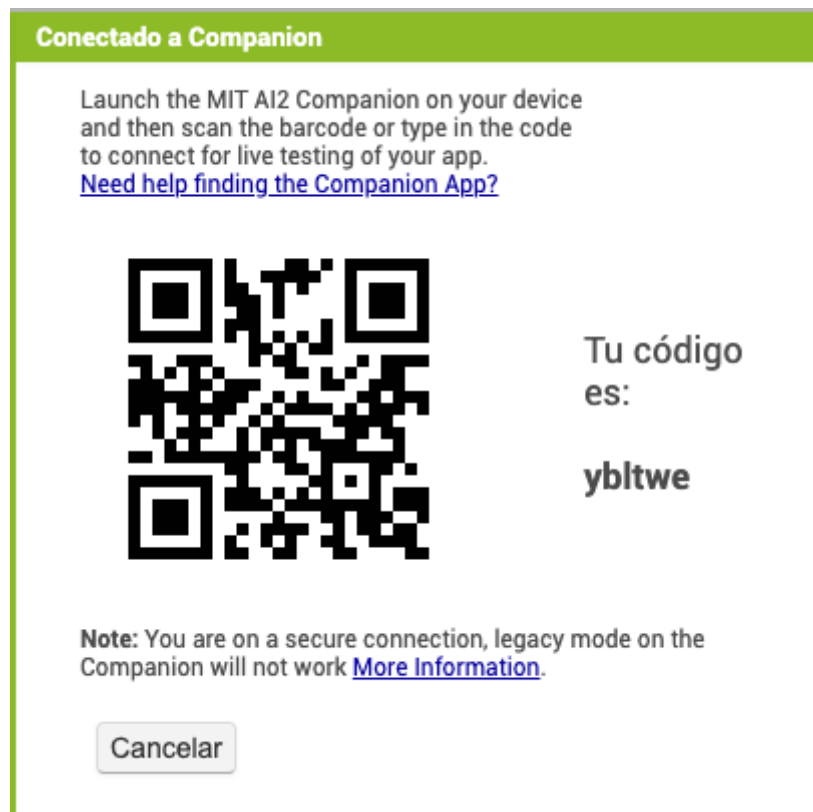 Conectado a Companion
Launch the MIT AI2 Companion on your device
and then scan the barcode or type in the code
to connect for live testing of your app.
Need help finding the Companion App?
Tu código
es:
ybltwe
Note: You are on a secure connection, legacy mode on the
Companion will not work More Information.
Cancelar